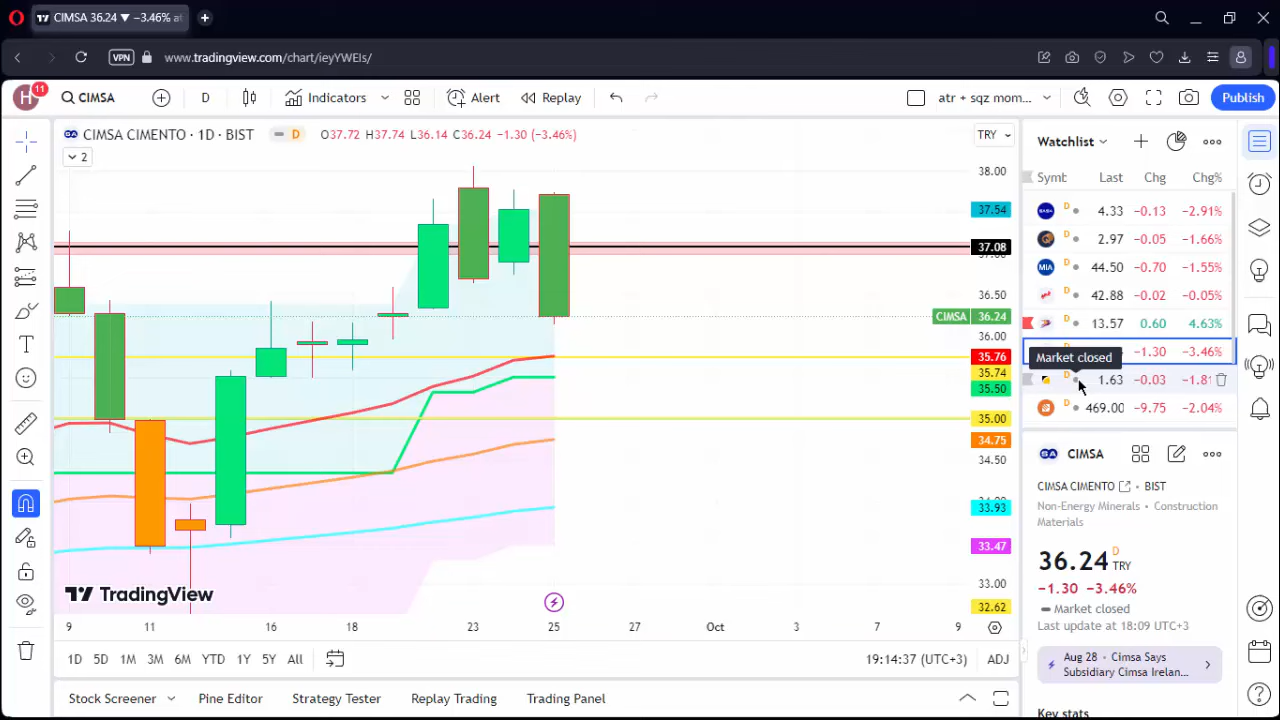 CIMSA 36.24 ▼ −3.46% at
VPN www.tradingview.com/chart/ieyYWEIs/
H 11 CIMSA D Indicators Alert Replay atr + sqz mom... Publish
CIMSA CIMENTO · 1D · BIST D O37.72 H37.74 L36.14 C36.24 −1.30 (−3.46%) TRY
2
38.00
37.54
37.08
36.50
CIMSA 36.24
36.00
35.76
35.74
35.50
35.00
34.75
34.50
33.93
33.47
33.00
32.62
TradingView
9 11 16 18 23 25 27 Oct 3 7 9
1D 5D 1M 3M 6M YTD 1Y 5Y All 19:14:37 (UTC+3) ADJ
Stock Screener Pine Editor Strategy Tester Replay Trading Trading Panel
Watchlist
Symb Last Chg Chg%
D 4.33 −0.13 −2.91%
D 2.97 −0.05 −1.66%
MIA D 44.50 −0.70 −1.55%
D 42.88 −0.02 −0.05%
D 13.57 0.60 4.63%
−1.30 −3.46%
Market closed
D 1.63 −0.03 −1.81
D 469.00 −9.75 −2.04%
CIMSA
CIMSA CIMENTO • BIST
Non-Energy Minerals • Construction
Materials
36.24 D TRY
−1.30 −3.46%
Market closed
Last update at 18:09 UTC+3
Aug 28 • Cimsa Says
Subsidiary Cimsa Irelan...
Key stats